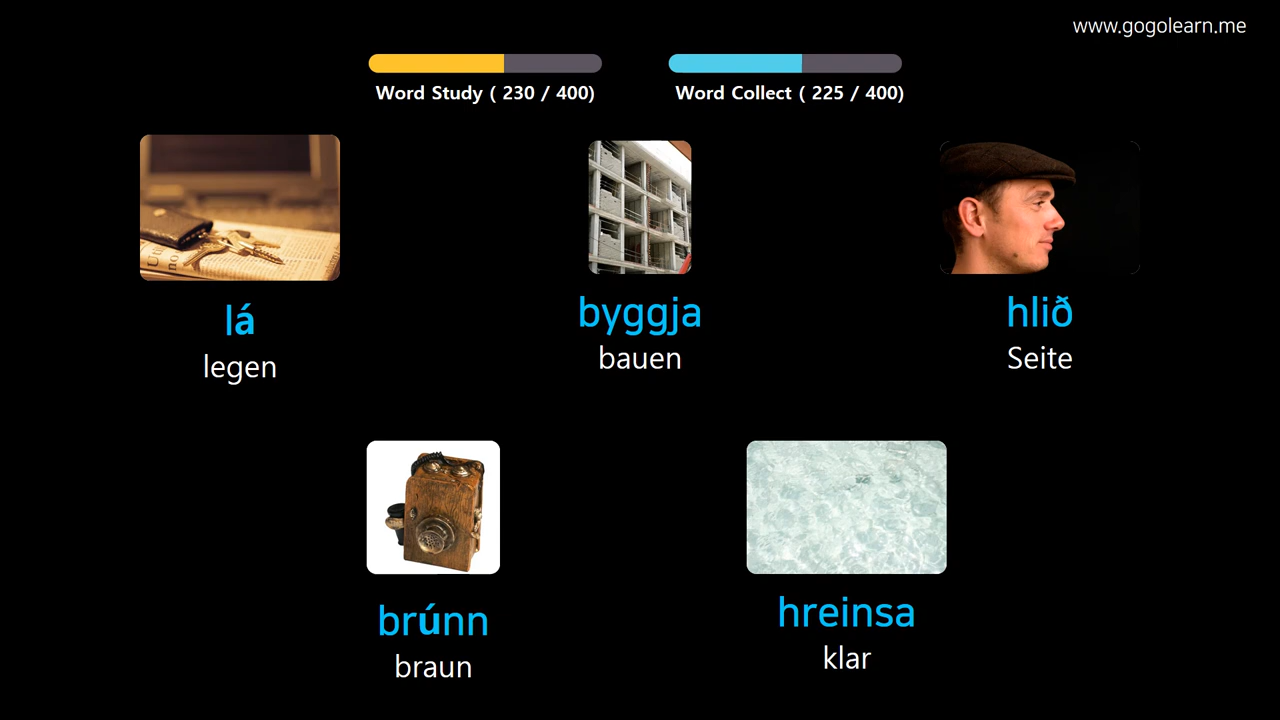 www.gogolearn.me
Word Study ( 230 / 400)
Word Collect ( 225 / 400)
lá
legen
byggja
bauen
hlið
Seite
brúnn
braun
hreinsa
klar